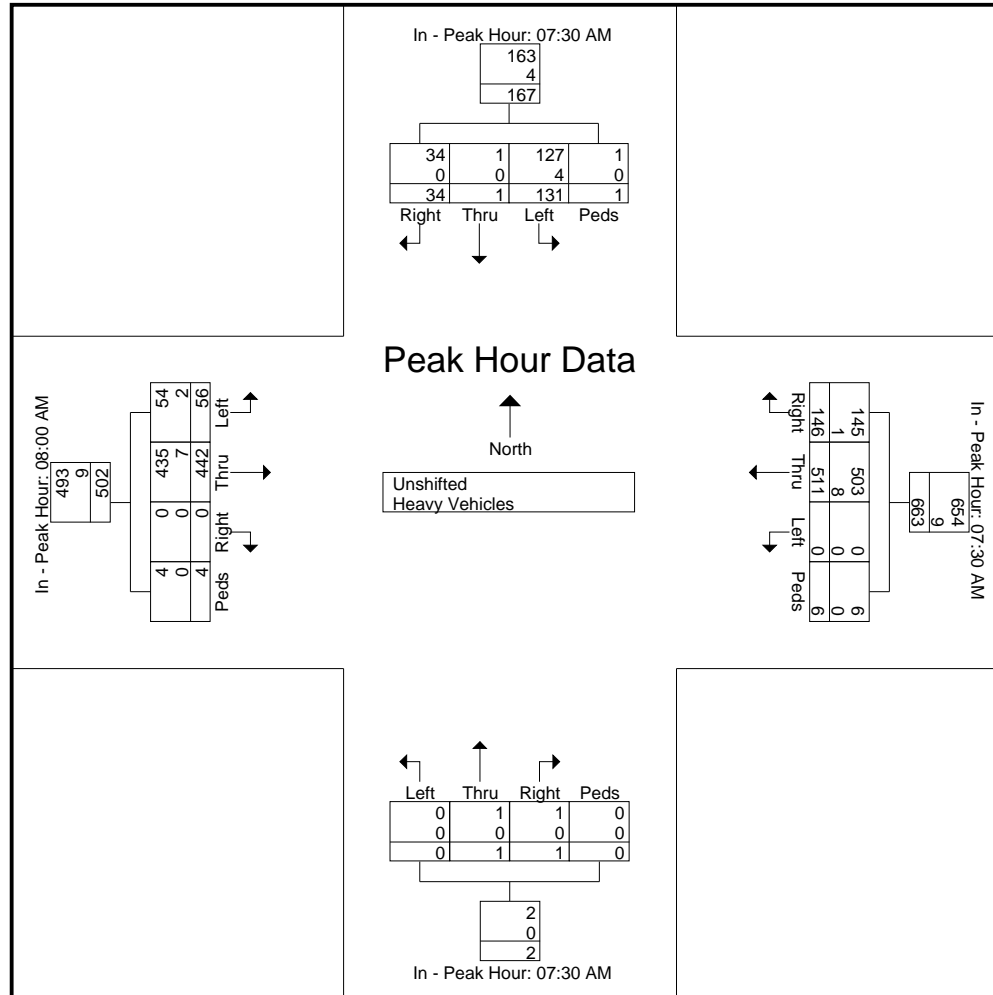 In - Peak Hour: 07:30 AM
163
4
167
34 1 127 1
0 0 4 0
34 1 131 1
Right Thru Left Peds
Peak Hour Data
North
Unshifted
Heavy Vehicles
In - Peak Hour: 08:00 AM
493
9
502
54 435 0 4
2 7 0 0
56 442 0 4
Left Thru Right Peds
In - Peak Hour: 07:30 AM
654
9
663
145 503 0 6
1 8 0 0
146 511 0 6
Right Thru Left Peds
Left Thru Right Peds
0 1 1 0
0 0 0 0
0 1 1 0
2
0
2
In - Peak Hour: 07:30 AM